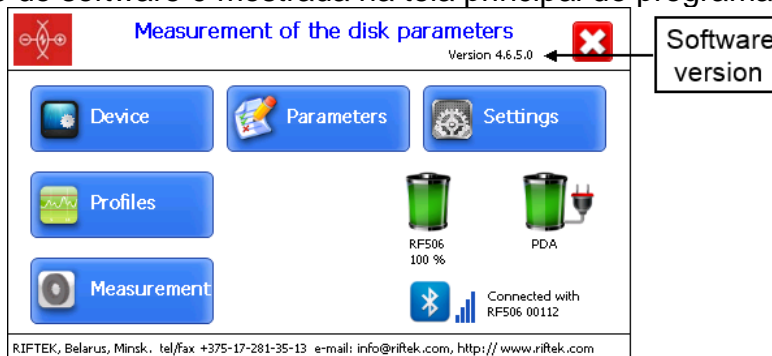 do software é mostrada na tela principal do programa
Measurement of the disk parameters
Version 4.6.5.0
Software
version
Device
Parameters
Settings
Profiles
RF506
100 %
PDA
Measurement
Connected with
RF506 00112
RIFTEK, Belarus, Minsk. tel/fax +375-17-281-35-13 e-mail: info@riftek.com, http:// www.riftek.com